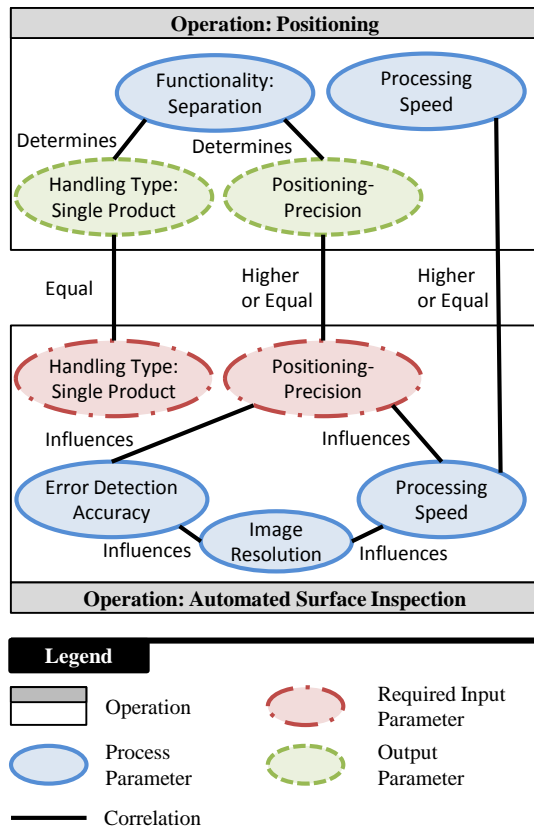 Operation: Positioning
Functionality:
Separation
Processing
Speed
Determines
Determines
Handling Type:
Single Product
Positioning-
Precision
Equal
Higher
or Equal
Higher
or Equal
Handling Type:
Single Product
Positioning-
Precision
Influences
Influences
Error Detection
Accuracy
Processing
Speed
Image
Resolution
Influences
Influences
Operation: Automated Surface Inspection
Legend
Operation
Required Input
Parameter
Process
Parameter
Output
Parameter
Correlation